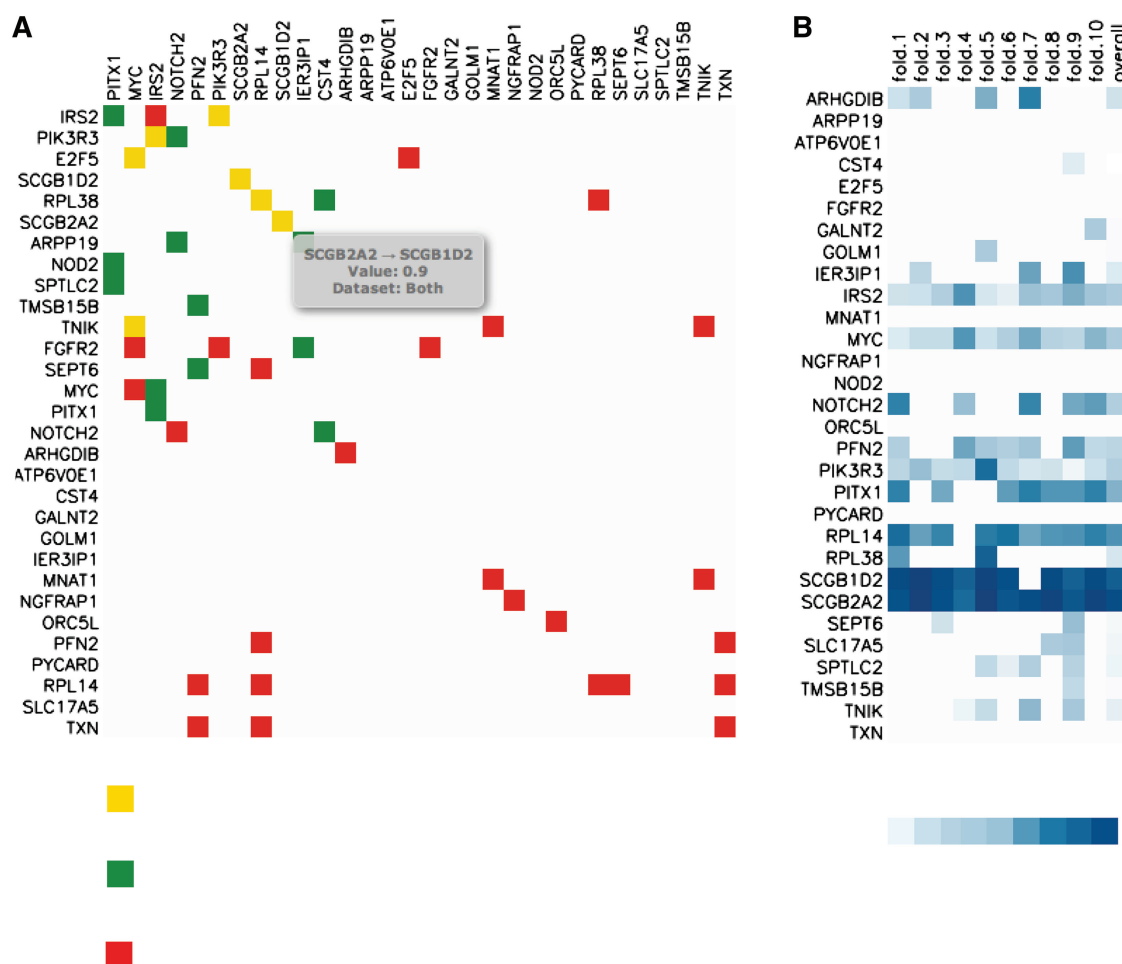 A
PITX1
MYC
IRS2
NOTCH2
PFN2
PIK3R3
SCGB2A2
RPL14
SCGB1D2
IER3IP1
CST4
ARHGDIB
ARPP19
ATP6V0E1
E2F5
FGFR2
GALNT2
GOLM1
MNAT1
NGFRAP1
NOD2
ORC5L
PYCARD
RPL38
SEPT6
SLC17A5
SPTLC2
TMSB15B
TNIK
TXN
IRS2
PIK3R3
E2F5
SCGB1D2
RPL38
SCGB2A2
ARPP19
NOD2
SPTLC2
TMSB15B
TNIK
FGFR2
SEPT6
MYC
PITX1
NOTCH2
ARHGDIB
ATP6V0E1
CST4
GALNT2
GOLM1
IER3IP1
MNAT1
NGFRAP1
ORC5L
PFN2
PYCARD
RPL14
SLC17A5
TXN
SCGB2A2 → SCGB1D2
Value: 0.9
Dataset: Both
B
fold.1
fold.2
fold.3
fold.4
fold.5
fold.6
fold.7
fold.8
fold.9
fold.10
overall
ARHGDIB
ARPP19
ATP6V0E1
CST4
E2F5
FGFR2
GALNT2
GOLM1
IER3IP1
IRS2
MNAT1
MYC
NGFRAP1
NOD2
NOTCH2
ORC5L
PFN2
PIK3R3
PITX1
PYCARD
RPL14
RPL38
SCGB1D2
SCGB2A2
SEPT6
SLC17A5
SPTLC2
TMSB15B
TNIK
TXN